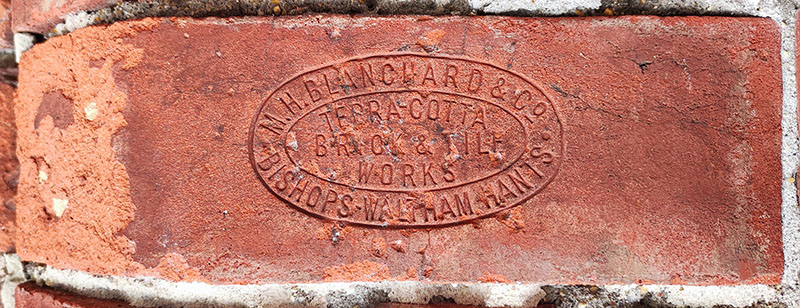 M.H.BLANCHARD & Co.
TERRA-COTTA
BRICK & TILE
WORKS
BISHOPS-WALTHAM-HANTS